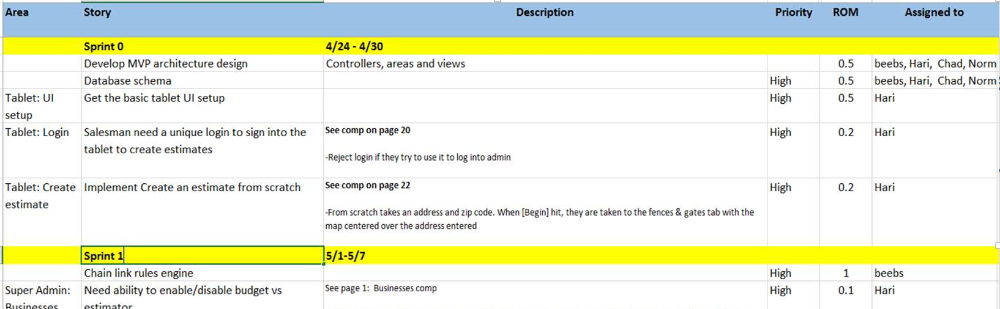 Area Story Description Priority ROM Assigned to
Sprint 0 4/24 - 4/30
Develop MVP architecture design Controllers, areas and views 0.5 beebs, Hari, Chad, Norm
Database schema High 0.5 beebs, Hari, Chad, Norm
Tablet: UI Get the basic tablet UI setup High 0.5 Hari
setup
Tablet: Login Salesman need a unique login to sign into the See comp on page 20 High 0.2 Hari
tablet to create estimates
-Reject login if they try to use it to log into admin
Tablet: Create Implement Create an estimate from scratch See comp on page 22 High 0.2 Hari
estimate
-From scratch takes an address and zip code. When [Begin] hit, they are taken to the fences & gates tab with the
map centered over the address entered
Sprint 1 5/1-5/7
Chain link rules engine High 1 beebs
Super Admin: Need ability to enable/disable budget vs See page 1: Businesses comp High 0.1 Hari
Businesses estimator